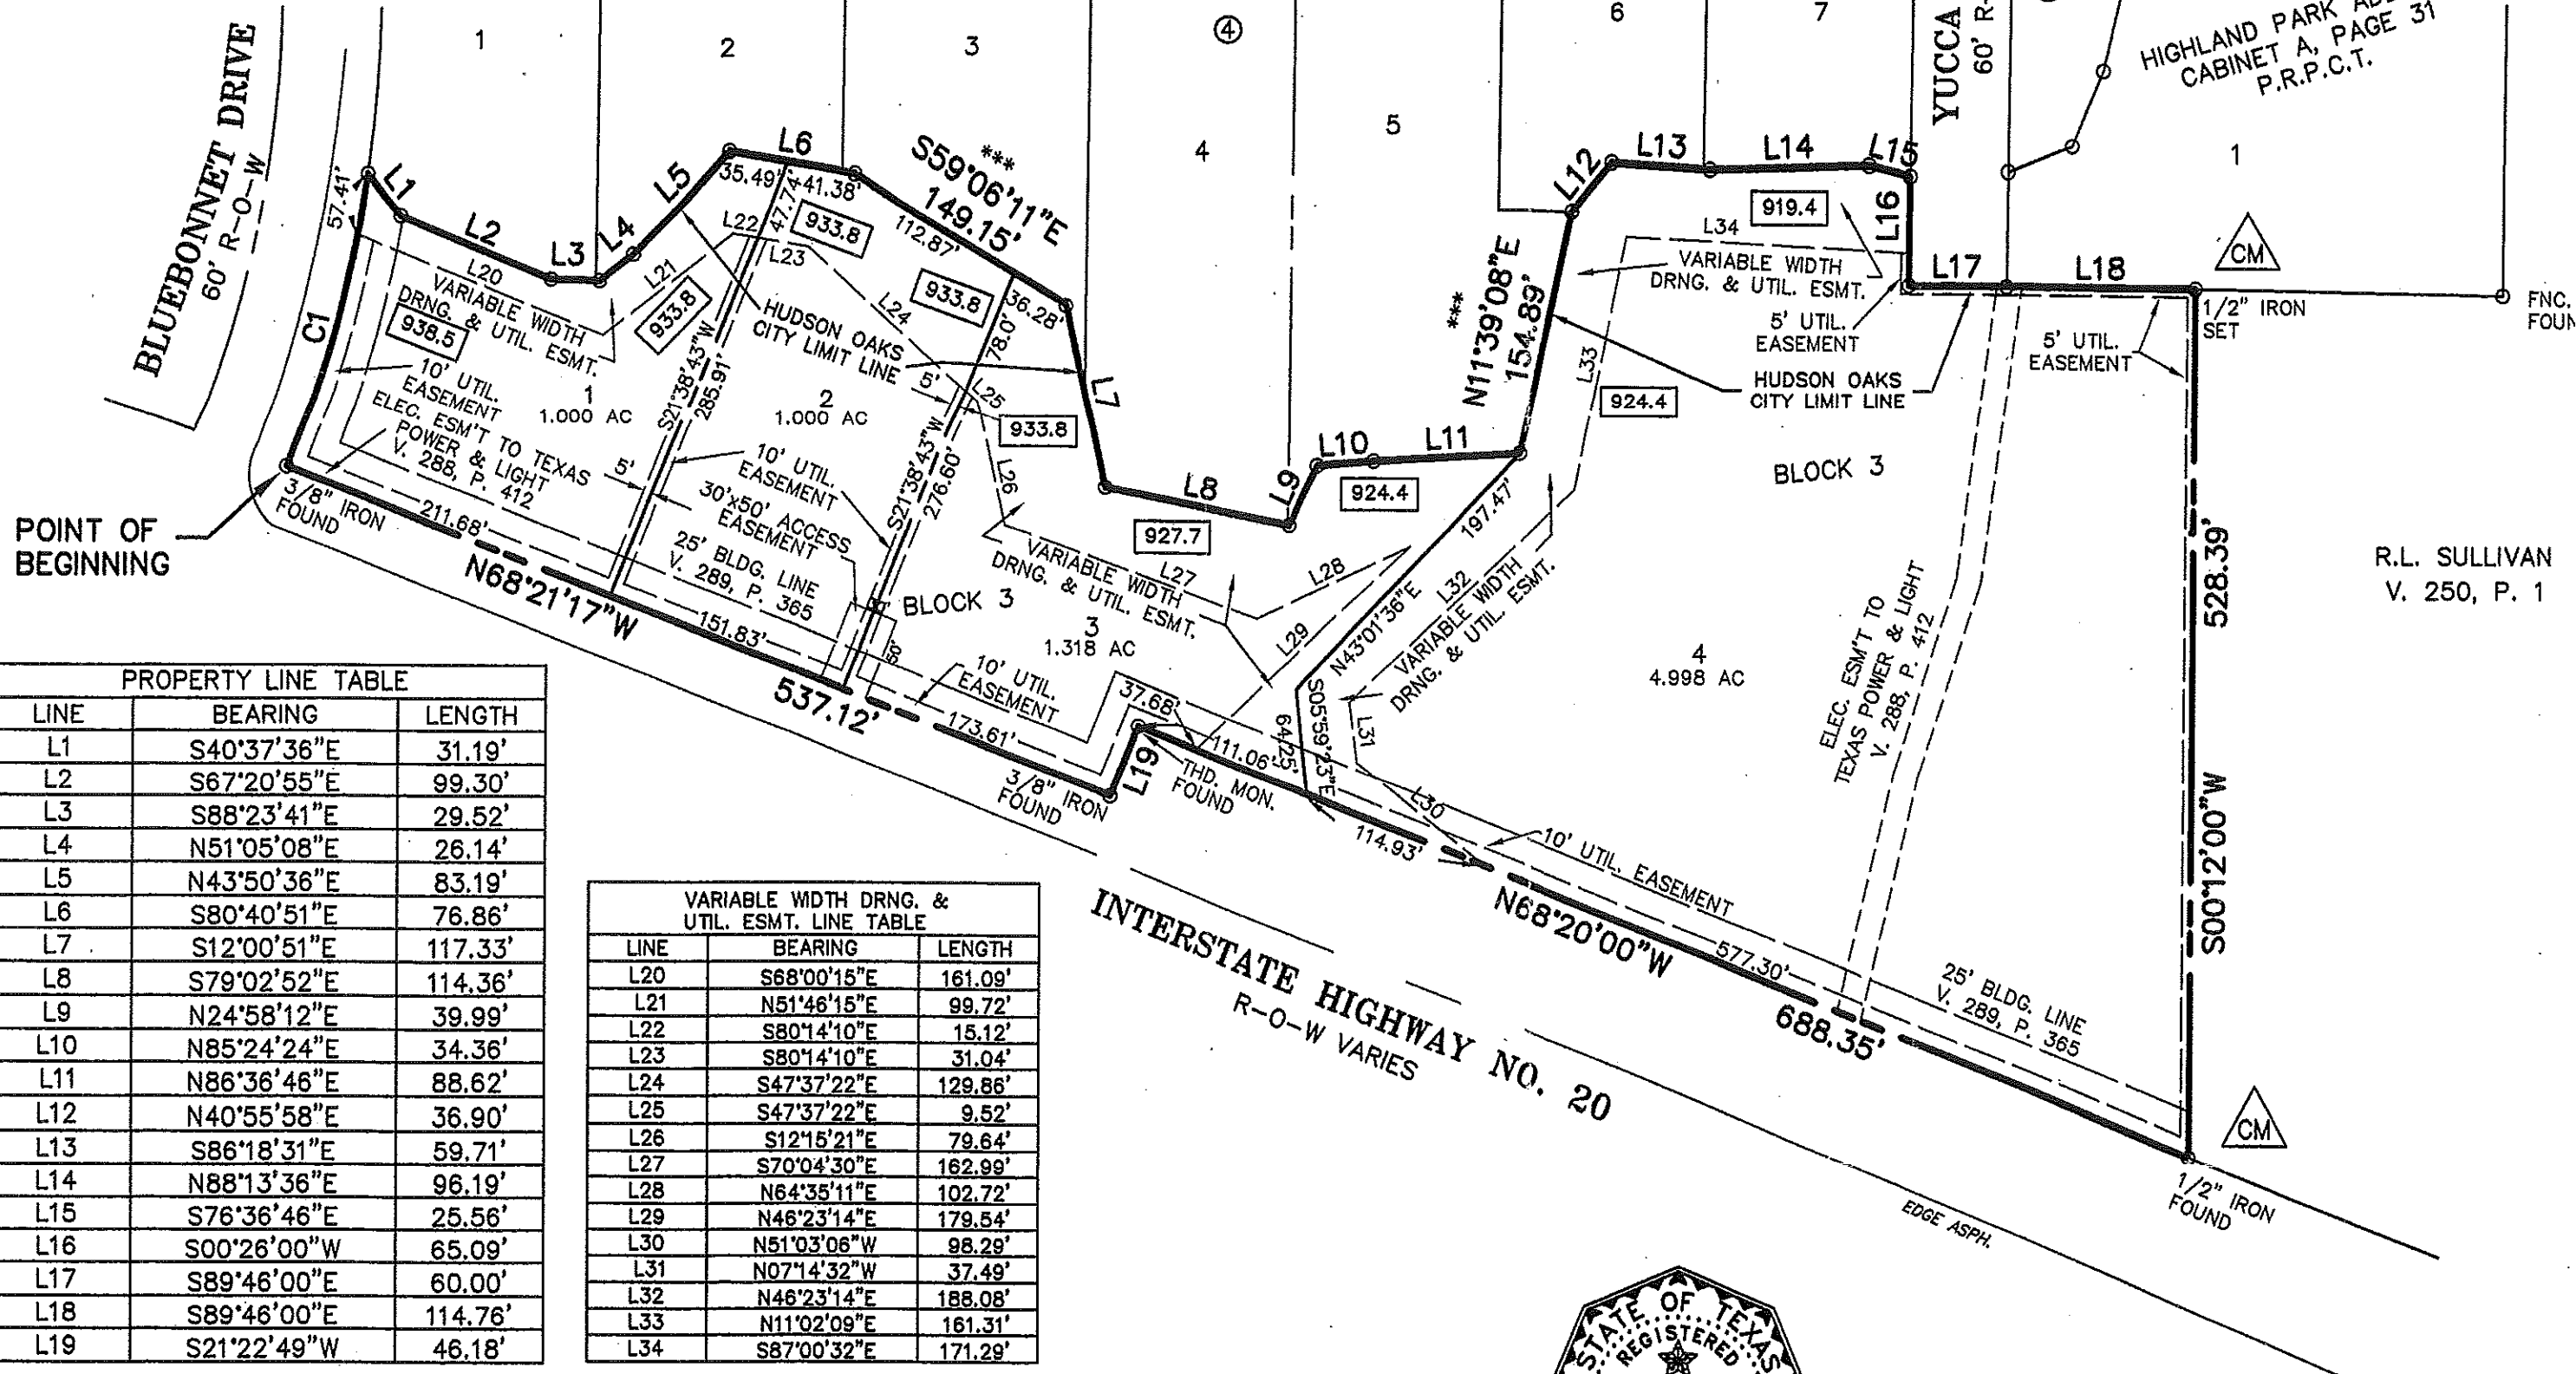 BLUEBONNET DRIVE
60' R-O-W
1
2
3
④
4
5
6
7
YUCCA
60' R-
HIGHLAND PARK
CABINET A, PAGE 31
P.R.P.C.T.
1
CM
1/2" IRON
SET
FNC.
FOUN
57.41'
L1
L2
L3
L4
L5
L6
35.49'
41.38'
47.74'
***
S59°06'11"E
149.15'
112.87'
36.28'
78.0'
L7
L8
L9
L10
L11
***
N11°39'08"E
154.89'
L12
L13
L14
L15
L16
L17
L18
C1
L20
VARIABLE WIDTH
DRNG. & UTIL. ESMT.
938.5
L21
933.8
L22
L23
933.8
L24
933.8
L25
933.8
L26
927.7
924.4
919.4
924.4
L34
VARIABLE WIDTH
DRNG. & UTIL. ESMT.
L33
5' UTIL.
EASEMENT
HUDSON OAKS
CITY LIMIT LINE
5' UTIL.
EASEMENT
HUDSON OAKS
CITY LIMIT LINE
5'
10' UTIL.
EASEMENT
ELEC. ESM'T TO TEXAS
POWER & LIGHT
V. 288, P. 412
1
1.000 AC
S21°38'43"W
285.91'
5'
2
1.000 AC
10' UTIL.
EASEMENT
30'x50' ACCESS
EASEMENT
25' BLDG. LINE
V. 289, P. 365
S21°38'43"W
276.60'
BLOCK 3
3
1.318 AC
VARIABLE WIDTH
DRNG. & UTIL. ESMT.
L27
L28
L29
197.47'
N43°01'36"E
L32
VARIABLE WIDTH
DRNG. & UTIL. ESMT.
S05°59'23"E
64.25'
L31
L30
BLOCK 3
4
4.998 AC
ELEC. ESM'T TO
TEXAS POWER & LIGHT
V. 288, P. 412
528.39'
S00°12'00"W
R.L. SULLIVAN
V. 250, P. 1
POINT OF
BEGINNING
3/8" IRON
FOUND
211.68'
N68°21'17"W
151.83'
537.12'
50'
10' UTIL.
EASEMENT
173.61'
3/8" IRON
FOUND
L19
37.68'
111.06'
THD. MON.
FOUND
114.93'
10' UTIL. EASEMENT
N68°20'00"W
577.30'
688.35'
25' BLDG. LINE
V. 289, P. 365
CM
1/2" IRON
FOUND
INTERSTATE HIGHWAY NO. 20
R-O-W VARIES
EDGE ASPH.
PROPERTY LINE TABLE
LINE BEARING LENGTH
L1 S40°37'36"E 31.19'
L2 S67°20'55"E 99.30'
L3 S88°23'41"E 29.52'
L4 N51°05'08"E 26.14'
L5 N43°50'36"E 83.19'
L6 S80°40'51"E 76.86'
L7 S12°00'51"E 117.33'
L8 S79°02'52"E 114.36'
L9 N24°58'12"E 39.99'
L10 N85°24'24"E 34.36'
L11 N86°36'46"E 88.62'
L12 N40°55'58"E 36.90'
L13 S86°18'31"E 59.71'
L14 N88°13'36"E 96.19'
L15 S76°36'46"E 25.56'
L16 S00°26'00"W 65.09'
L17 S89°46'00"E 60.00'
L18 S89°46'00"E 114.76'
L19 S21°22'49"W 46.18'
VARIABLE WIDTH DRNG. &
UTIL. ESMT. LINE TABLE
LINE BEARING LENGTH
L20 S68°00'15"E 161.09'
L21 N51°46'15"E 99.72'
L22 S80°14'10"E 15.12'
L23 S80°14'10"E 31.04'
L24 S47°37'22"E 129.86'
L25 S47°37'22"E 9.52'
L26 S12°15'21"E 79.64'
L27 S70°04'30"E 162.99'
L28 N64°35'11"E 102.72'
L29 N46°23'14"E 179.54'
L30 N51°03'06"W 98.29'
L31 N07°14'32"W 37.49'
L32 N46°23'14"E 188.08'
L33 N11°02'09"E 161.31'
L34 S87°00'32"E 171.29'
STATE OF TEXAS
REGISTERED